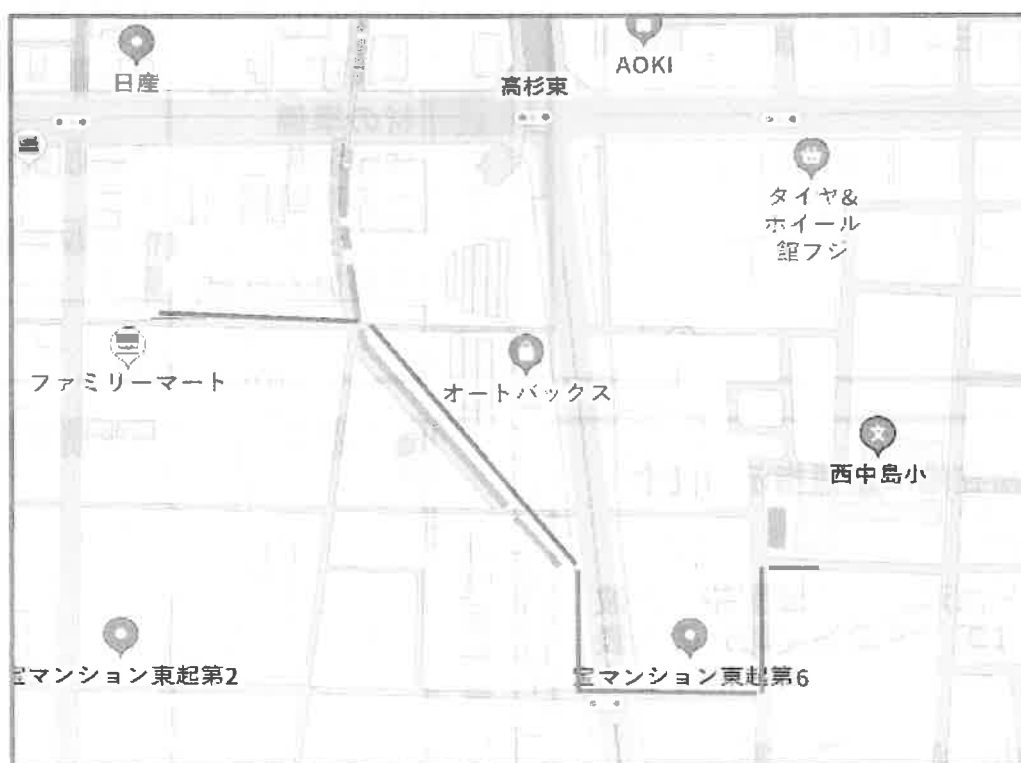 日産
AOKI
高杉東
タイヤ&
ホイール
館フジ
ファミリーマート
オートバックス
西中島小
宝マンション東起第2
宝マンション東起第6